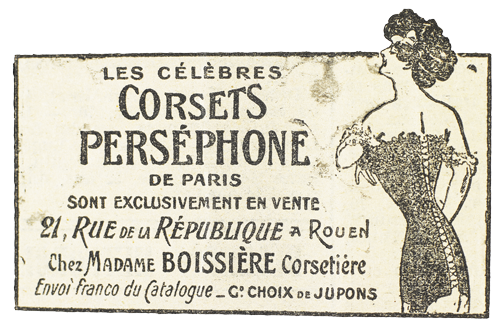 LES CÉLÈBRES
CORSETS
PERSÉPHONE
DE PARIS
SONT EXCLUSIVEMENT EN VENTE
21, RUE DE LA RÉPUBLIQUE A ROUEN
Chez MADAME BOISSIÈRE Corsetière
Envoi franco du Catalogue _ Gd CHOIX DE JUPONS